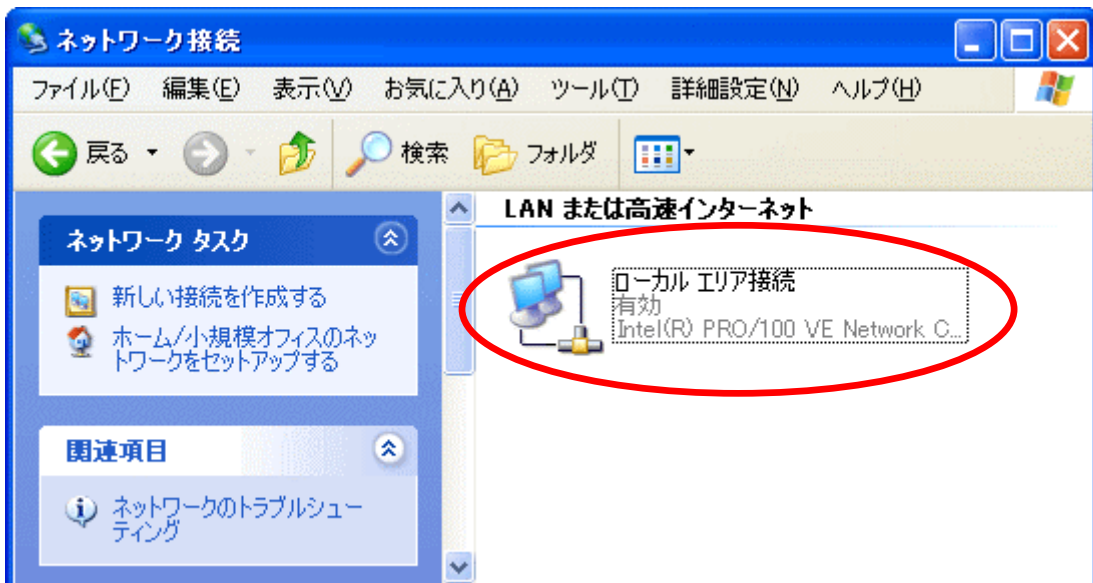 ネットワーク接続
ファイル(F) 編集(E) 表示(V) お気に入り(A) ツール(T) 詳細設定(N) ヘルプ(H)
戻る 検索 フォルダ
ネットワーク タスク
新しい接続を作成する
ホーム/小規模オフィスのネッ
トワークをセットアップする
関連項目
ネットワークのトラブルシュー
ティング
LAN または高速インターネット
ローカル エリア接続
有効
Intel(R) PRO/100 VE Network C...